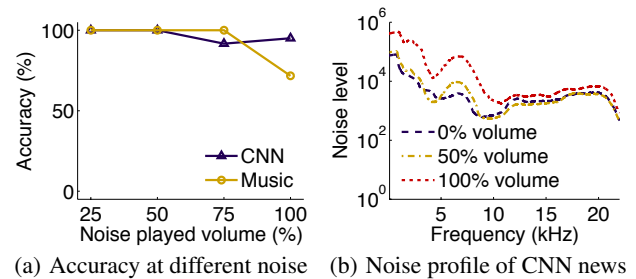 100
50
0
Accuracy (%)
CNN
Music
25 50 75 100
Noise played volume (%)
(a) Accuracy at different noise
10^6
10^4
10^2
10^0
Noise level
0% volume
50% volume
100% volume
5 10 15 20
Frequency (kHz)
(b) Noise profile of CNN news